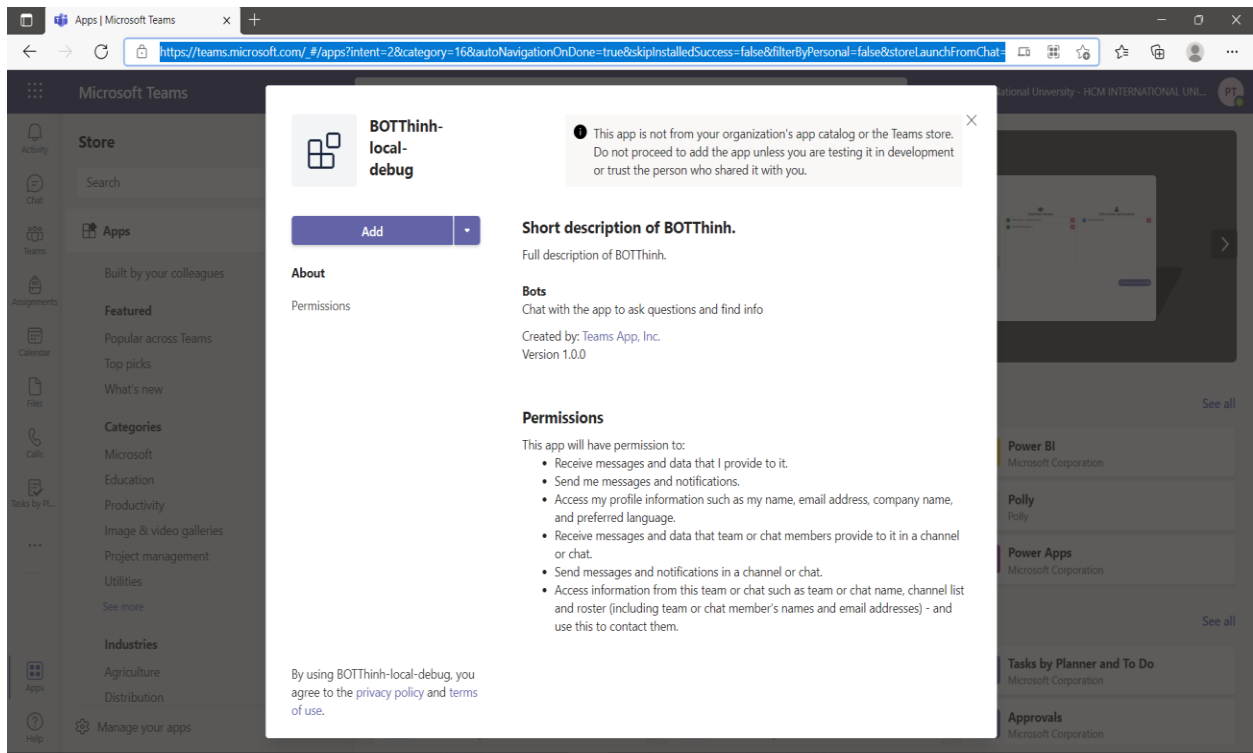 Apps | Microsoft Teams
https://teams.microsoft.com/_#/apps?intent=2&category=16&autoNavigationOnDone=true&skipInstalledSuccess=false&filterByPersonal=false&storeLaunchFromChat=
Microsoft Teams
National University - HCM INTERNATIONAL UNI...
PT
Activity
Chat
Teams
Assignments
Calendar
Files
Calls
Tasks by Pl...
Apps
Help
Store
Search
Apps
Built by your colleagues
Featured
Popular across Teams
Top picks
What's new
Categories
Microsoft
Education
Productivity
Image & video galleries
Project management
Utilities
See more
Industries
Agriculture
Distribution
Manage your apps
BOTThinh-
local-
debug
This app is not from your organization's app catalog or the Teams store.
Do not proceed to add the app unless you are testing it in development
or trust the person who shared it with you.
Add
About
Permissions
Short description of BOTThinh.
Full description of BOTThinh.
Bots
Chat with the app to ask questions and find info
Created by: Teams App, Inc.
Version 1.0.0
Permissions
This app will have permission to:
• Receive messages and data that I provide to it.
• Send me messages and notifications.
• Access my profile information such as my name, email address, company name,
and preferred language.
• Receive messages and data that team or chat members provide to it in a channel
or chat.
• Send messages and notifications in a channel or chat.
• Access information from this team or chat such as team or chat name, channel list
and roster (including team or chat member's names and email addresses) - and
use this to contact them.
By using BOTThinh-local-debug, you
agree to the privacy policy and terms
of use.
See all
Power BI
Microsoft Corporation
Polly
Polly
Power Apps
Microsoft Corporation
See all
Tasks by Planner and To Do
Microsoft Corporation
Approvals
Microsoft Corporation